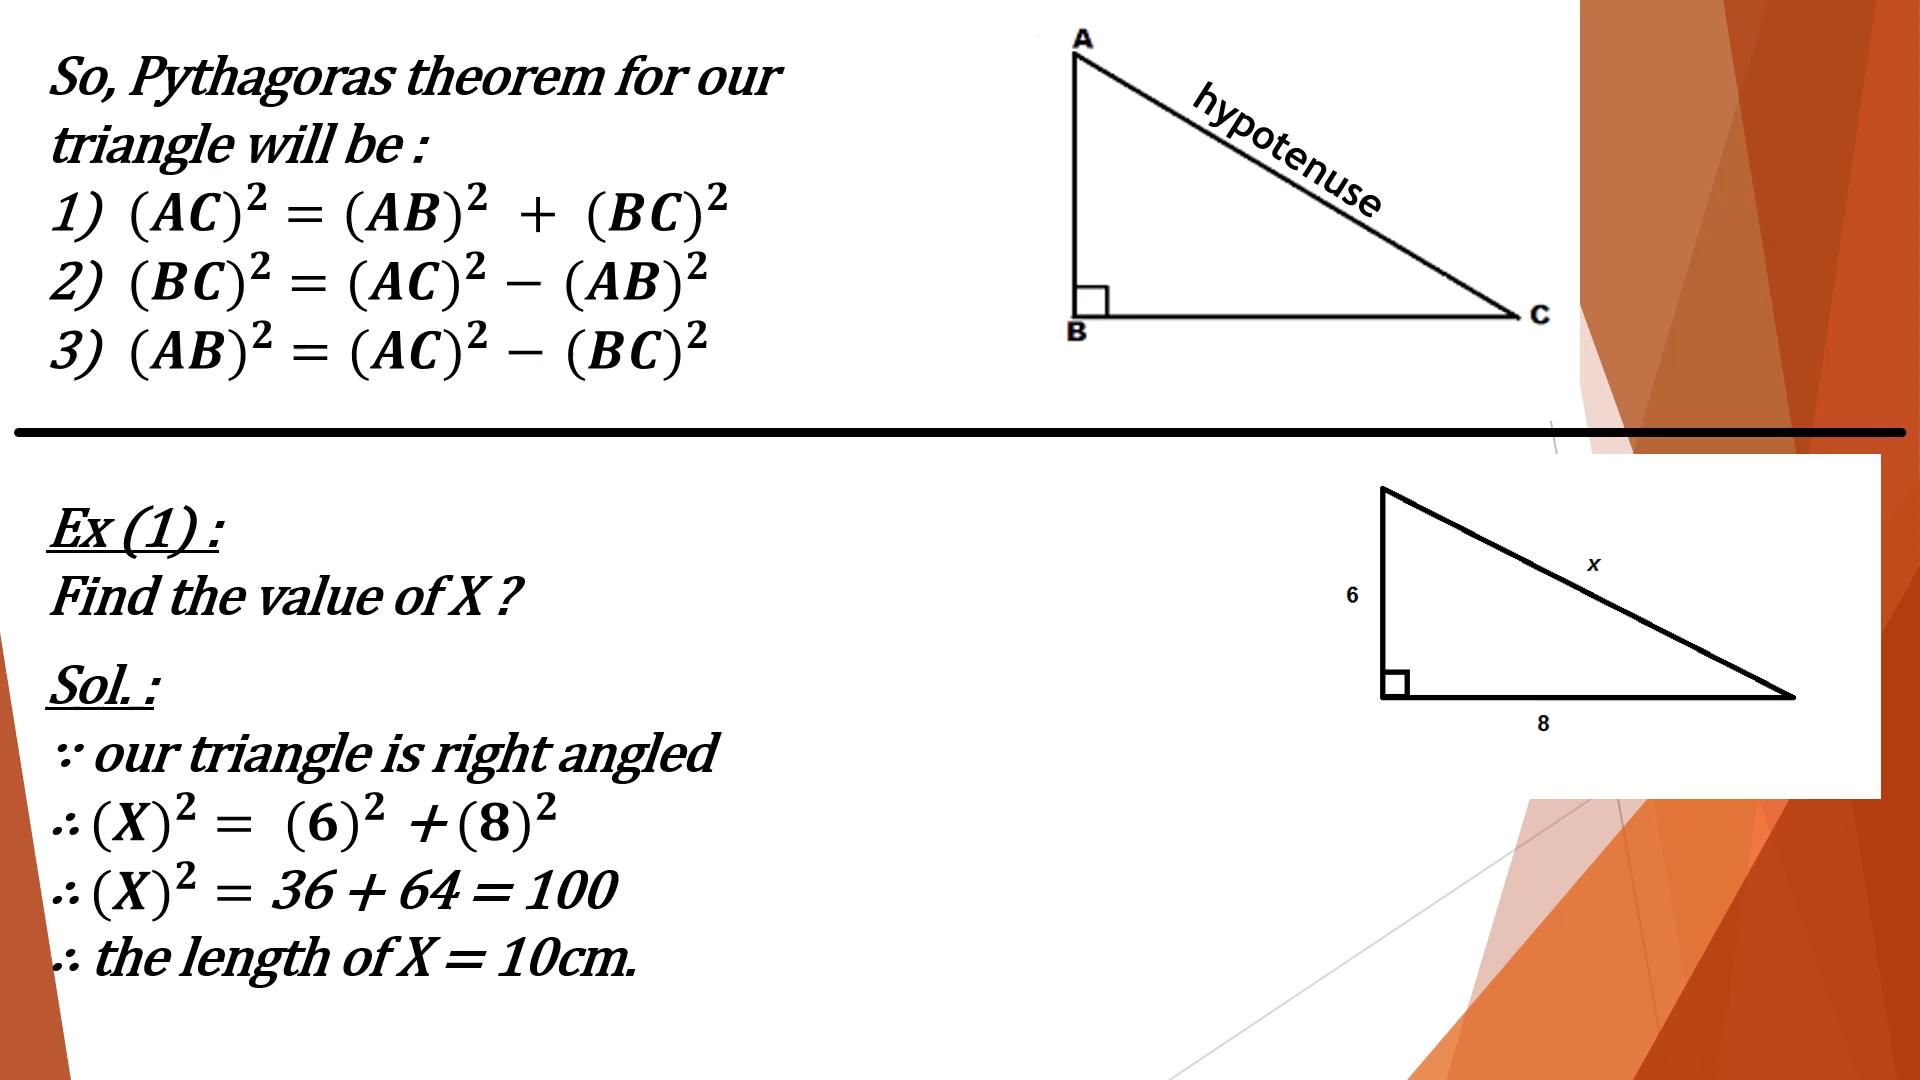 So, Pythagoras theorem for our
triangle will be :
1) (AC)² = (AB)² + (BC)²
2) (BC)² = (AC)² − (AB)²
3) (AB)² = (AC)² − (BC)²
A
hypotenuse
B
C
Ex (1) :
Find the value of X ?
Sol. :
∵ our triangle is right angled
∴ (X)² = (6)² + (8)²
∴ (X)² = 36 + 64 = 100
∴ the length of X = 10cm.
x
6
8